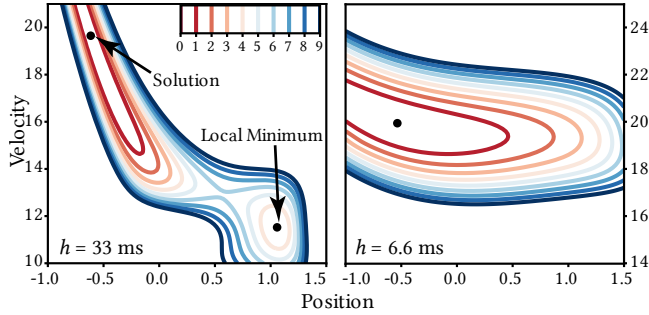 0 1 2 3 4 5 6 7 8 9
Solution
Local Minimum
h = 33 ms
Velocity
20
18
16
14
12
10
-1.0 -0.5 0.0 0.5 1.0 1.5
h = 6.6 ms
24
22
20
18
16
14
-1.0 -0.5 0.0 0.5 1.0 1.5
Position